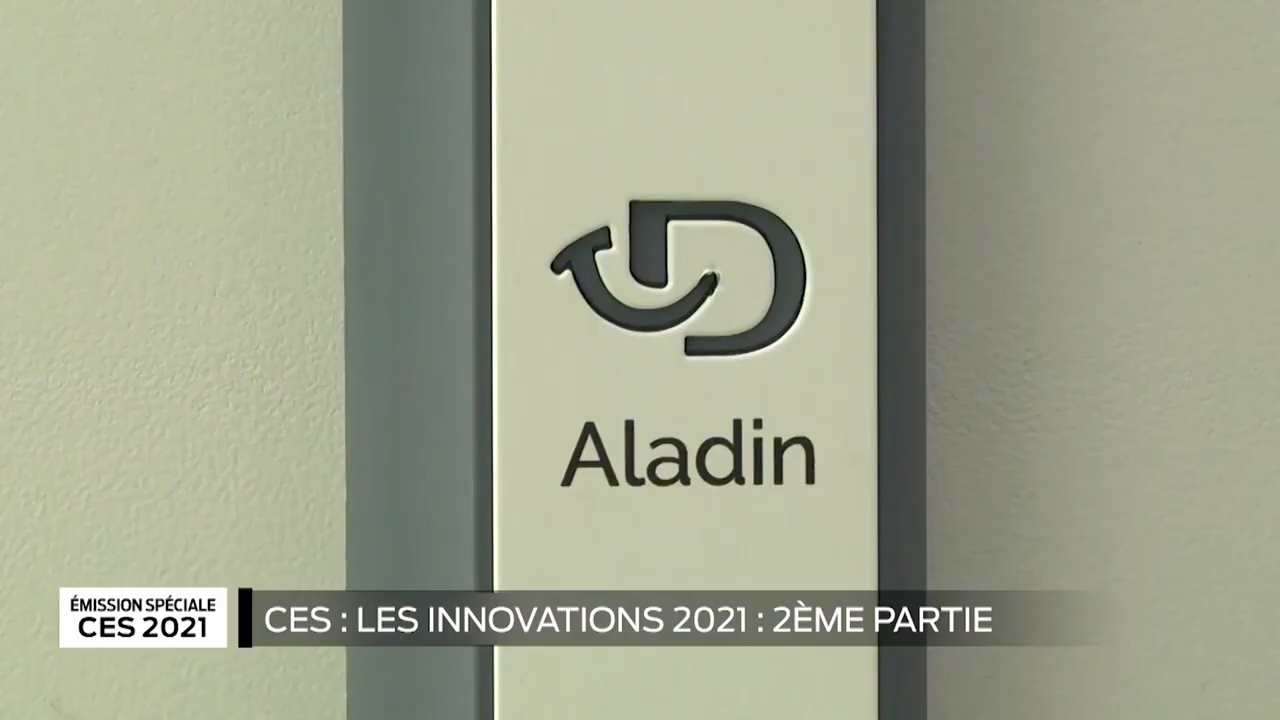 Aladin
ÉMISSION SPÉCIALE
CES 2021
CES : LES INNOVATIONS 2021 : 2ÈME PARTIE